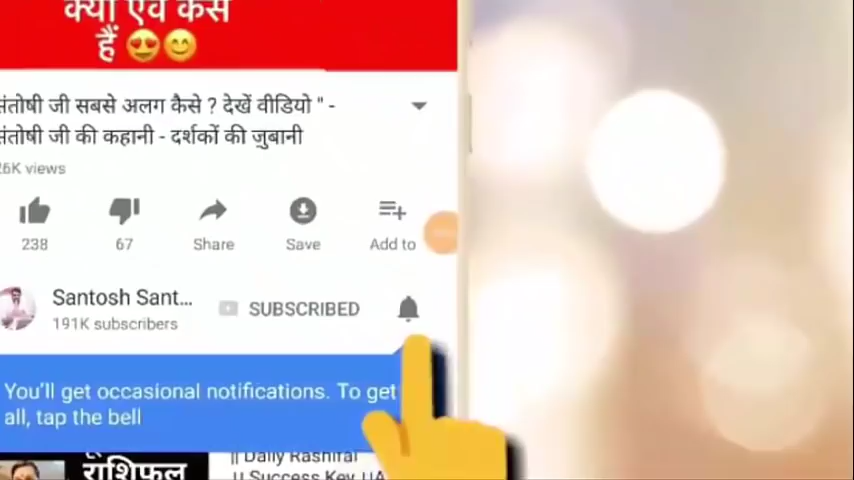 क्यों एवं कैसे
हैं 😍😊
संतोषी जी सबसे अलग कैसे ? देखें वीडियो " -
संतोषी जी की कहानी - दर्शकों की ज़ुबानी
26K views
238
67
Share
Save
Add to
Santosh Sant...
191K subscribers
SUBSCRIBED
You'll get occasional notifications. To get
all, tap the bell
राशिफल
|| Daily Rashifal
|| Success Key